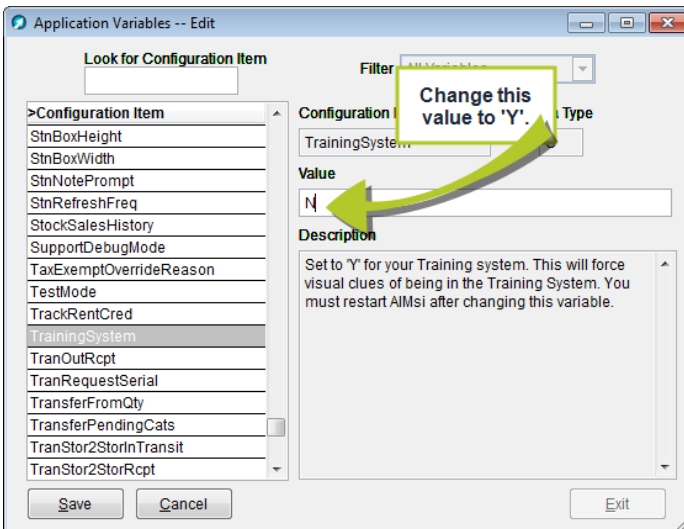 Application Variables -- Edit
Look for Configuration Item
Filter
Change this
value to 'Y'.
>Configuration Item
Configuration
Type
StnBoxHeight
StnBoxWidth
StnNotePrompt
StnRefreshFreq
StockSalesHistory
SupportDebugMode
TaxExemptOverrideReason
TestMode
TrackRentCred
TrainingSystem
TranOutRcpt
TranRequestSerial
TransferFromQty
TransferPendingCats
TranStor2StorInTransit
TranStor2StorRcpt
TrainingSystem
Value
N
Description
Set to 'Y' for your Training system. This will force
visual clues of being in the Training System. You
must restart AIMsi after changing this variable.
Save
Cancel
Exit